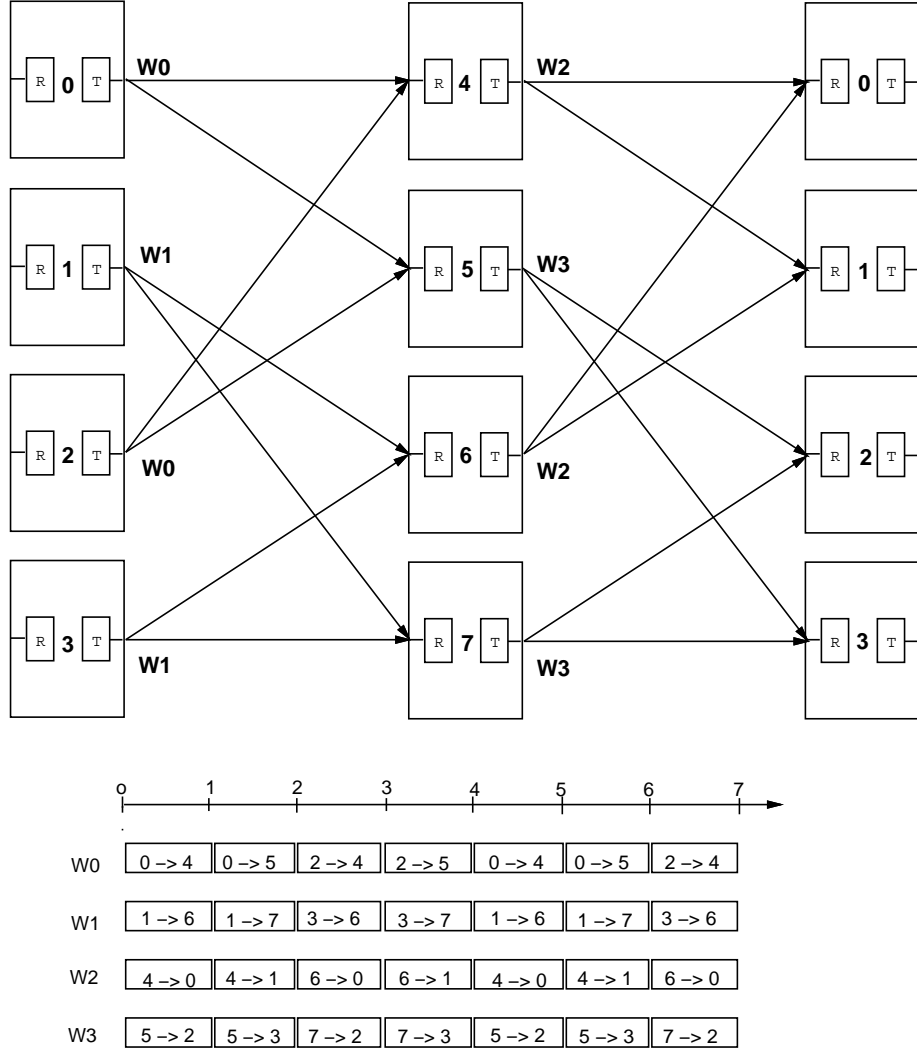 W0 W2
R 0 T R 4 T R 0 T
W1 W3
R 1 T R 5 T R 1 T
R 2 T R 6 T R 2 T
W0 W2
R 3 T R 7 T R 3 T
W1 W3
o 1 2 3 4 5 6 7
W0 0 –> 4 0 –> 5 2 –> 4 2 –> 5 0 –> 4 0 –> 5 2 –> 4
W1 1 –> 6 1 –> 7 3 –> 6 3 –> 7 1 –> 6 1 –> 7 3 –> 6
W2 4 –> 0 4 –> 1 6 –> 0 6 –> 1 4 –> 0 4 –> 1 6 –> 0
W3 5 –> 2 5 –> 3 7 –> 2 7 –> 3 5 –> 2 5 –> 3 7 –> 2